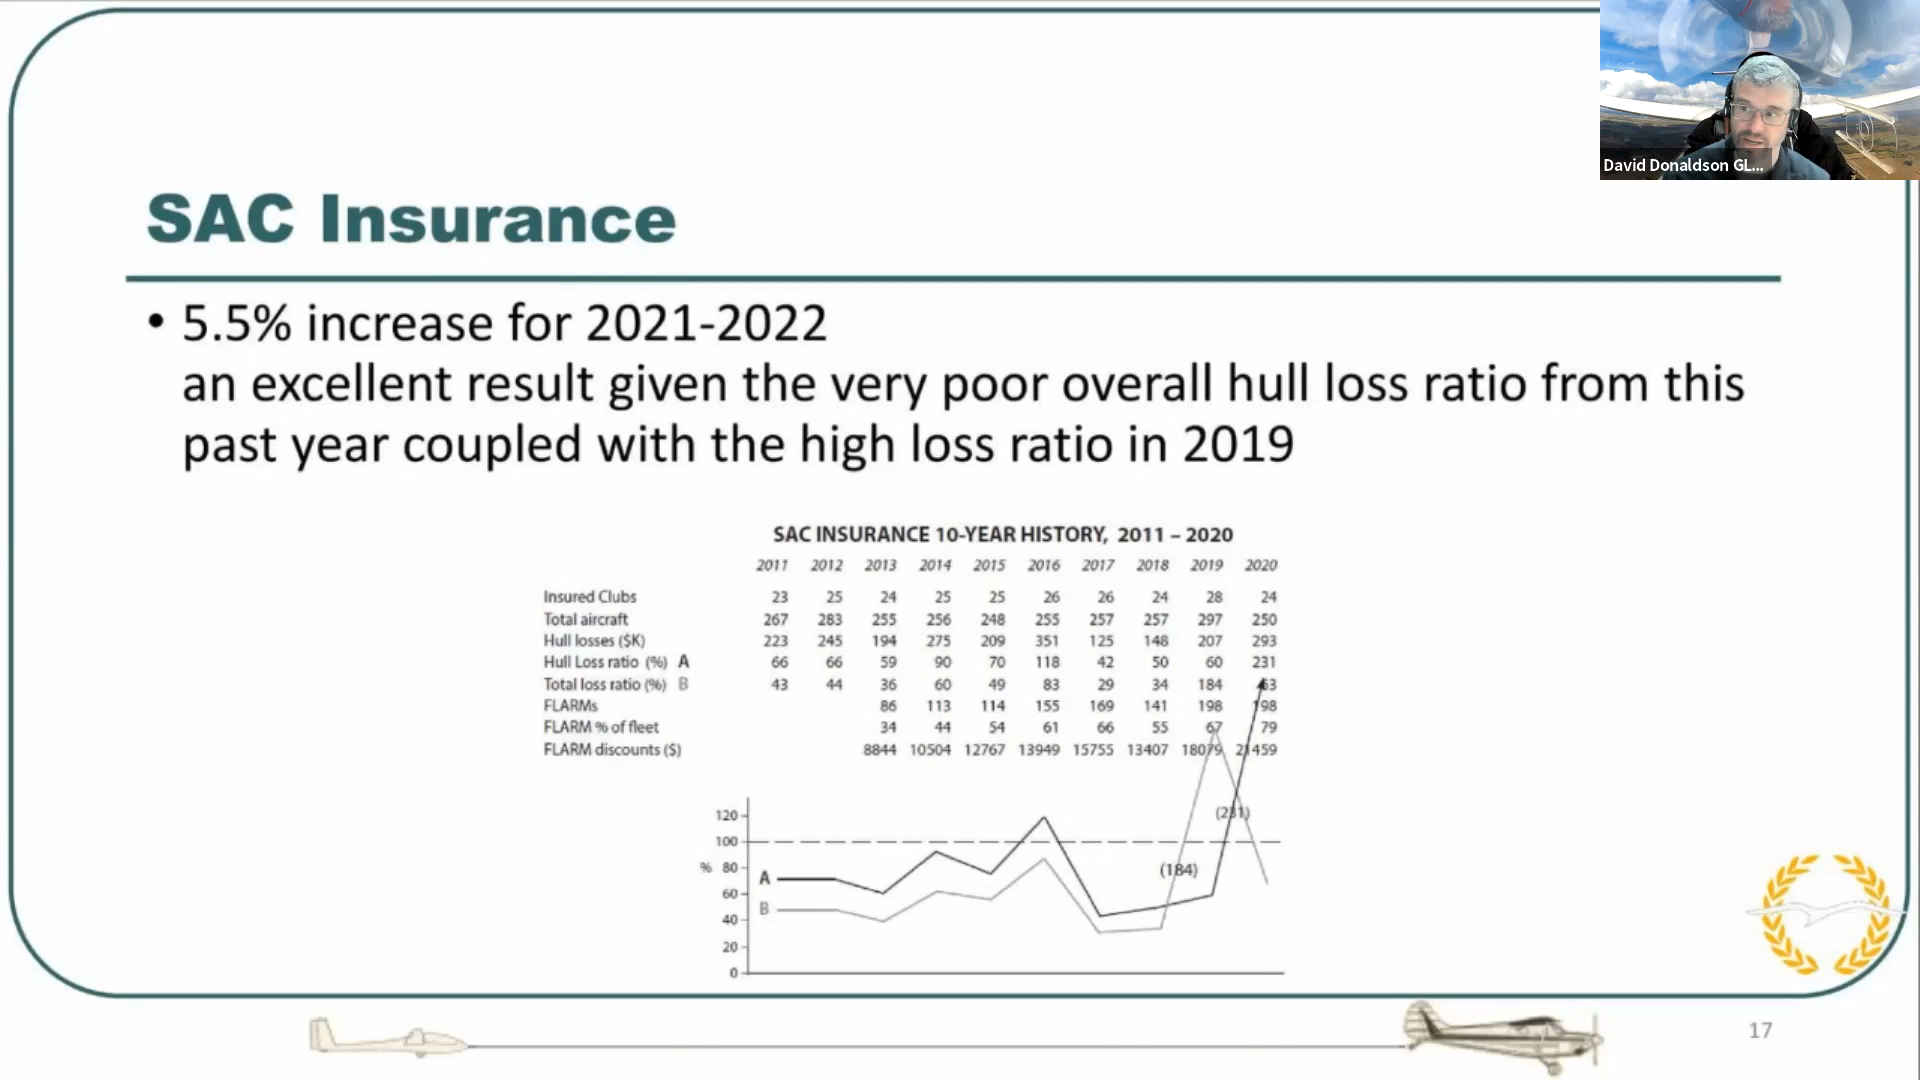 David Donaldson GL...
SAC Insurance
• 5.5% increase for 2021-2022
an excellent result given the very poor overall hull loss ratio from this
past year coupled with the high loss ratio in 2019
SAC INSURANCE 10-YEAR HISTORY, 2011 – 2020
2011 2012 2013 2014 2015 2016 2017 2018 2019 2020
Insured Clubs 23 25 24 25 25 26 26 24 28 24
Total aircraft 267 283 255 256 248 255 257 257 297 250
Hull losses ($K) 223 245 194 275 209 351 125 148 207 293
Hull Loss ratio (%) A 66 66 59 90 70 118 42 50 60 231
Total loss ratio (%) B 43 44 36 60 49 83 29 34 184 63
FLARMs 86 113 114 155 169 141 198 198
FLARM % of fleet 34 44 54 61 66 55 67 79
FLARM discounts ($) 8844 10504 12767 13949 15755 13407 18079 21459
120
(231)
100
% 80
(184)
A
60
B
40
20
0
17